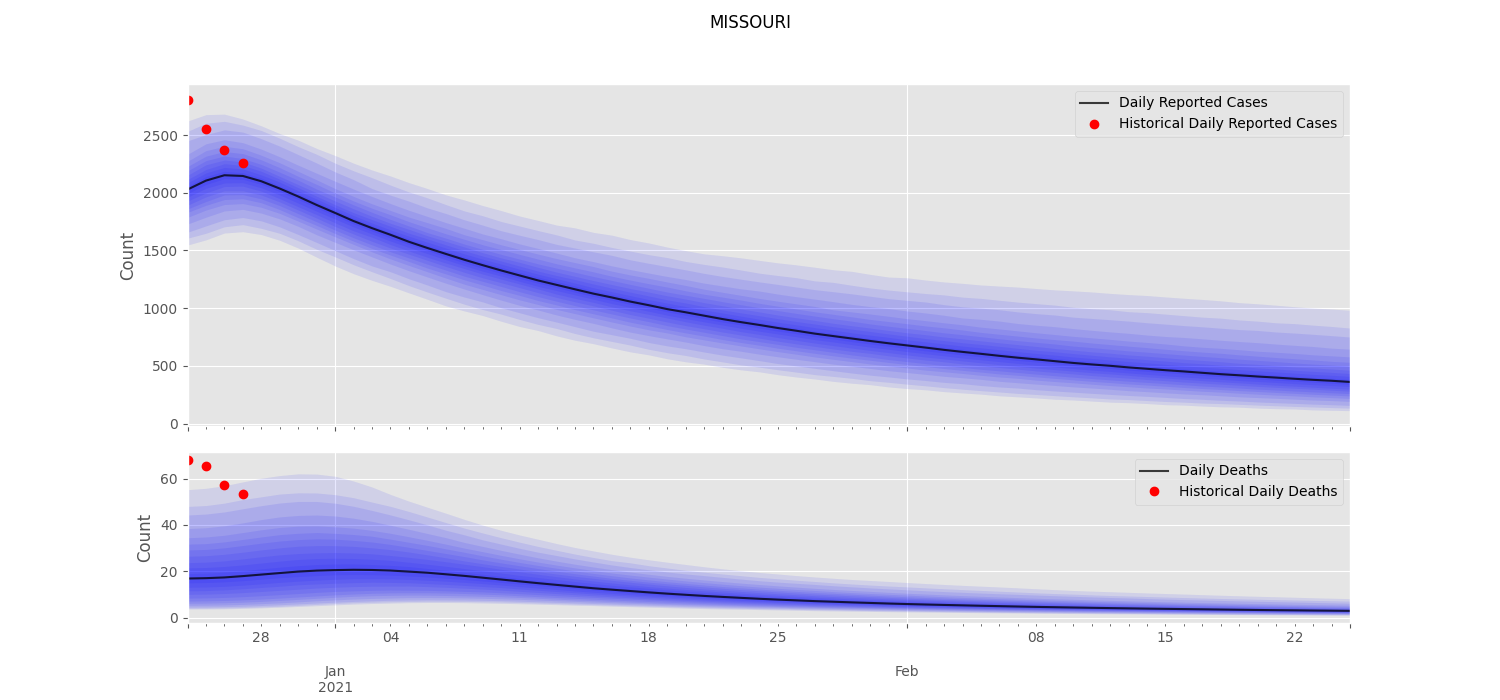 MISSOURI
Daily Reported Cases
Historical Daily Reported Cases
2500
2000
1500
1000
500
0
Count
Daily Deaths
Historical Daily Deaths
60
40
20
0
Count
28 04 11 18 25 08 15 22
Jan Feb
2021